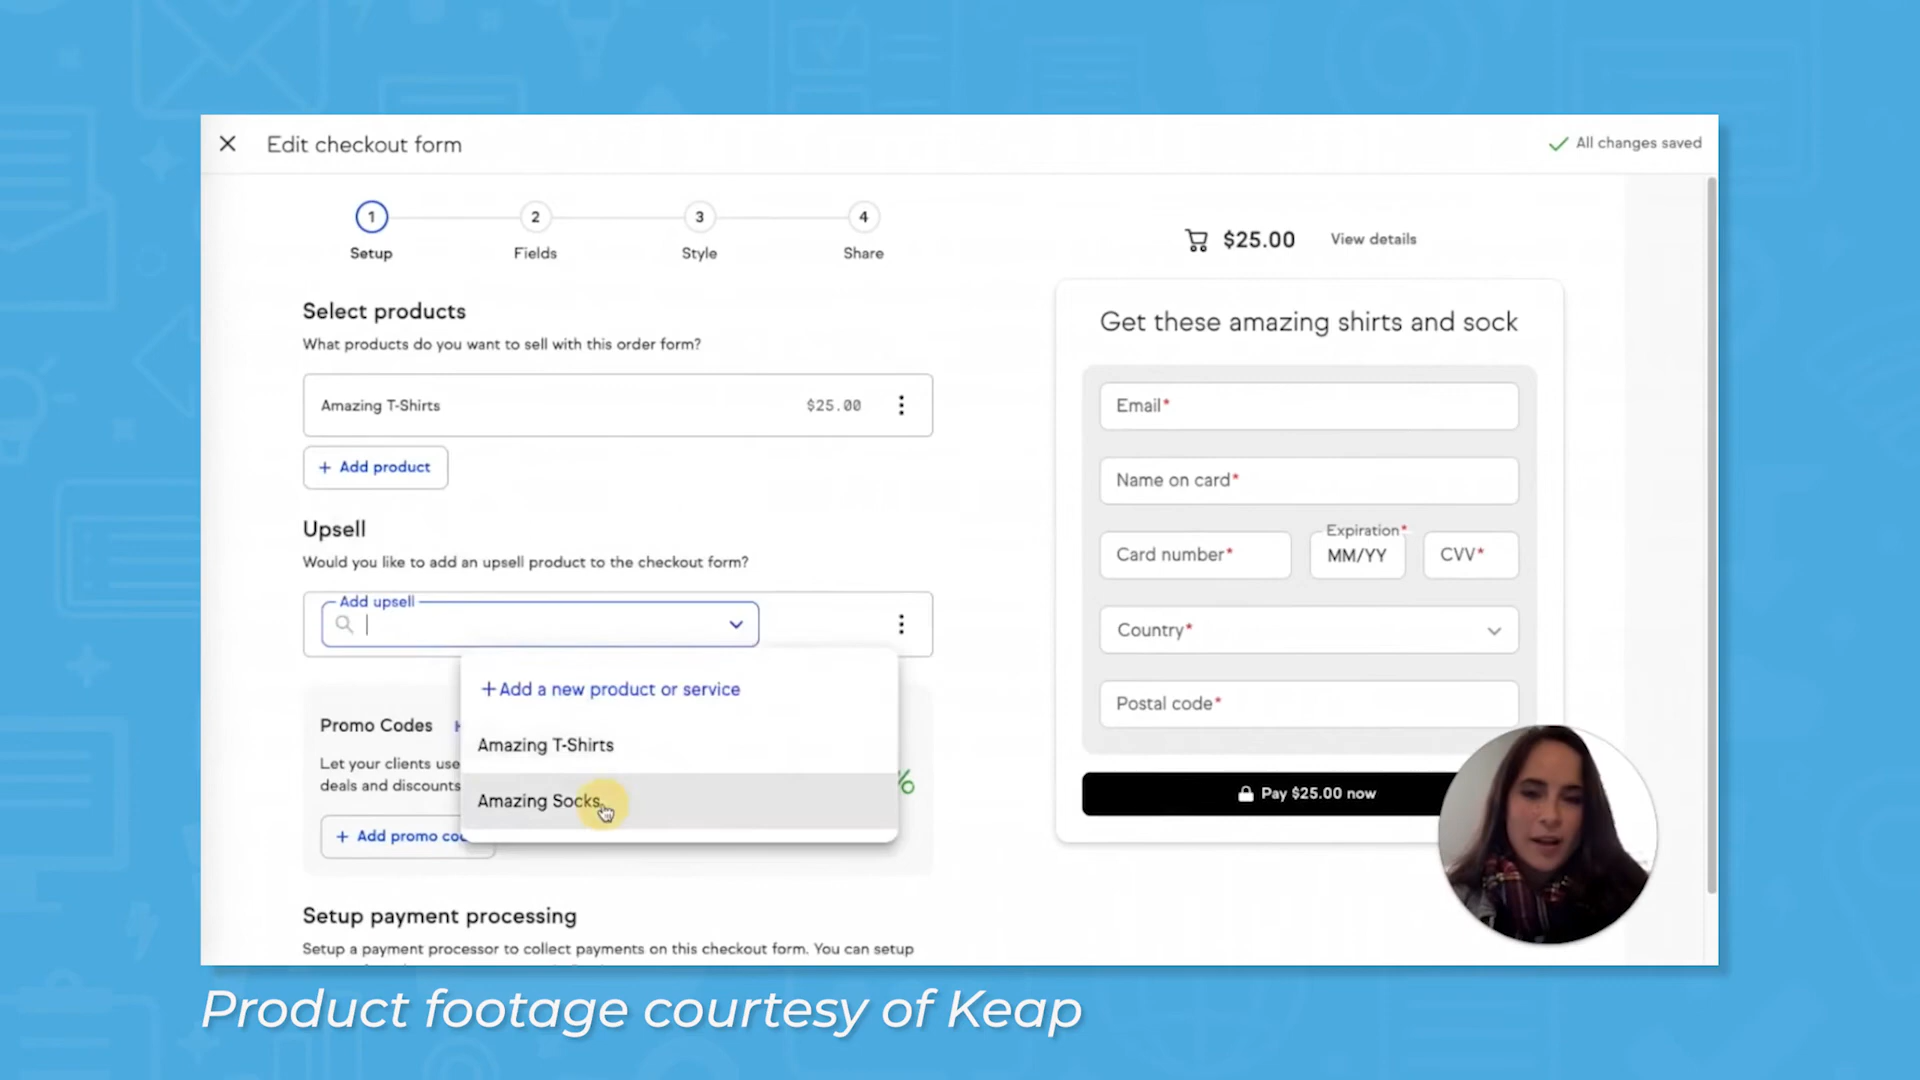 Edit checkout form
All changes saved
1
2
3
4
Setup
Fields
Style
Share
Select products
What products do you want to sell with this order form?
Amazing T-Shirts
$25.00
+ Add product
Upsell
Would you like to add an upsell product to the checkout form?
Add upsell
+Add a new product or service
Amazing T-Shirts
Amazing Socks
Promo Codes
Let your clients use
deals and discounts
%
+ Add promo
Setup payment processing
Setup a payment processor to collect payments on this checkout form. You can setup
$25.00
View details
Get these amazing shirts and sock
Email*
Name on card*
Card number*
Expiration*
MM/YY
CVV*
Country*
Postal code*
Pay $25.00 now
Product footage courtesy of Keap